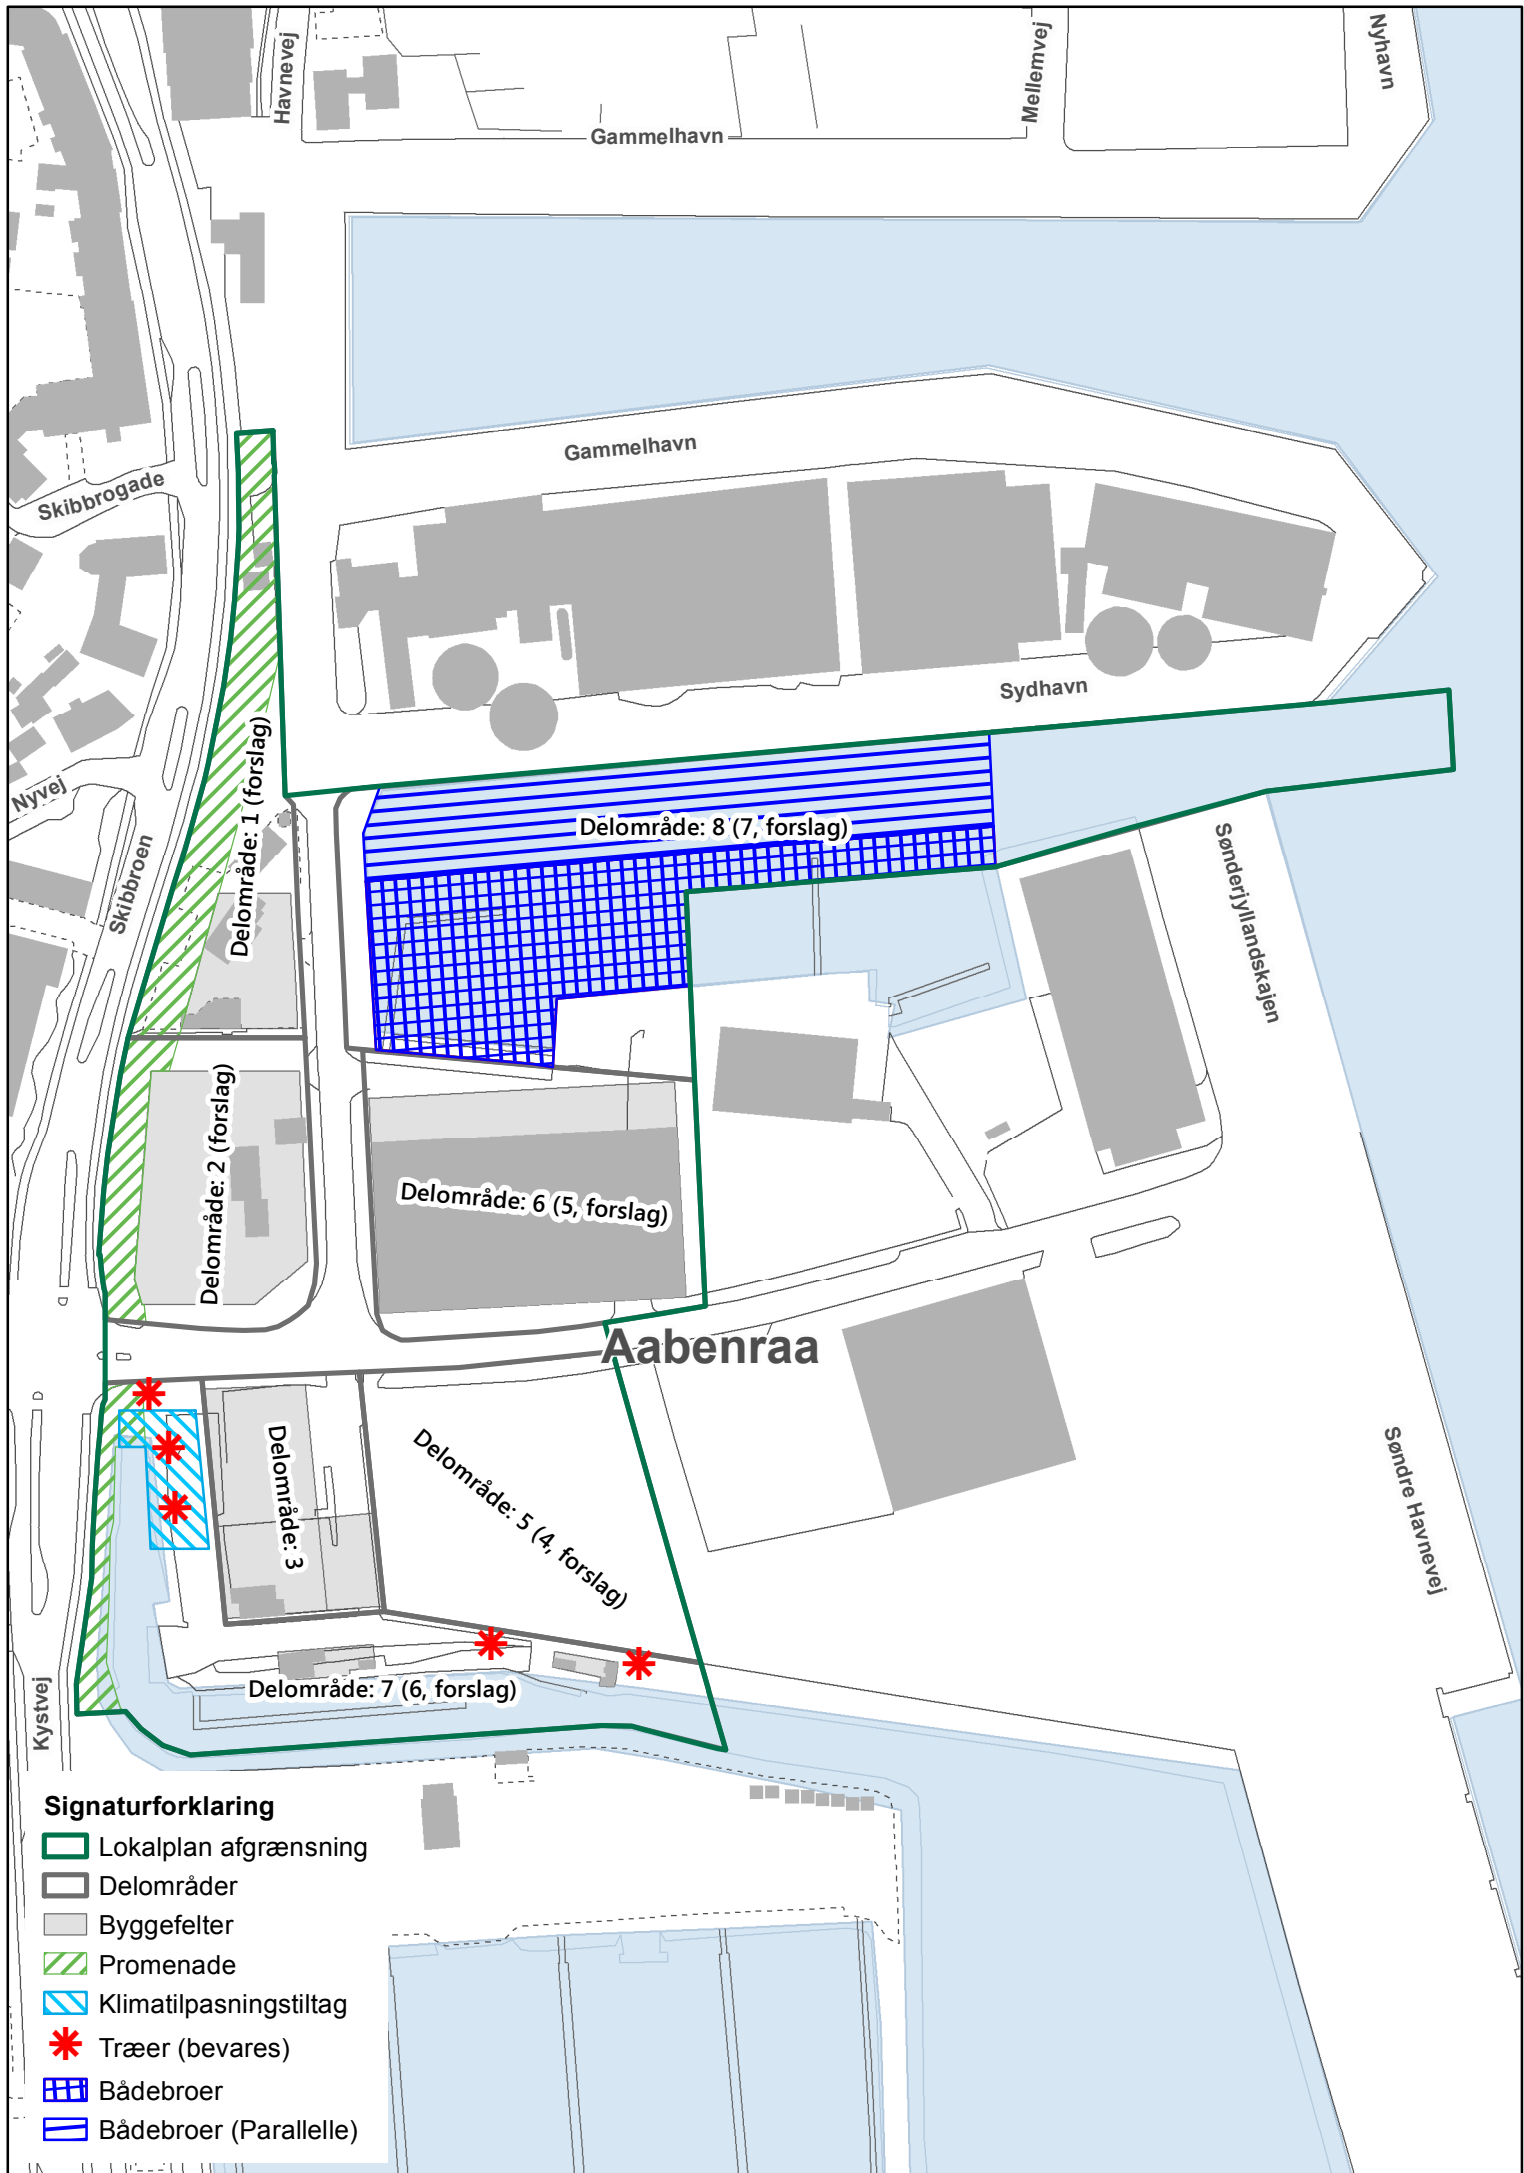 Havnevej
Mellemvej
Nyhavn
Gammelhavn
Gammelhavn
Skibbrogade
Sydhavn
Nyvej
Delområde: 1 (forslag)
Delområde: 8 (7, forslag)
Skibbroen
Sønderjyllandskajen
Delområde: 2 (forslag)
Delområde: 6 (5, forslag)
Aabenraa
Delområde: 3
Delområde: 5 (4, forslag)
Søndre Havnevej
Delområde: 7 (6, forslag)
Kystvej
Signaturforklaring
Lokalplan afgrænsning
Delområder
Byggefelter
Promenade
Klimatilpasningstiltag
Træer (bevares)
Bådebroer
Bådebroer (Parallelle)